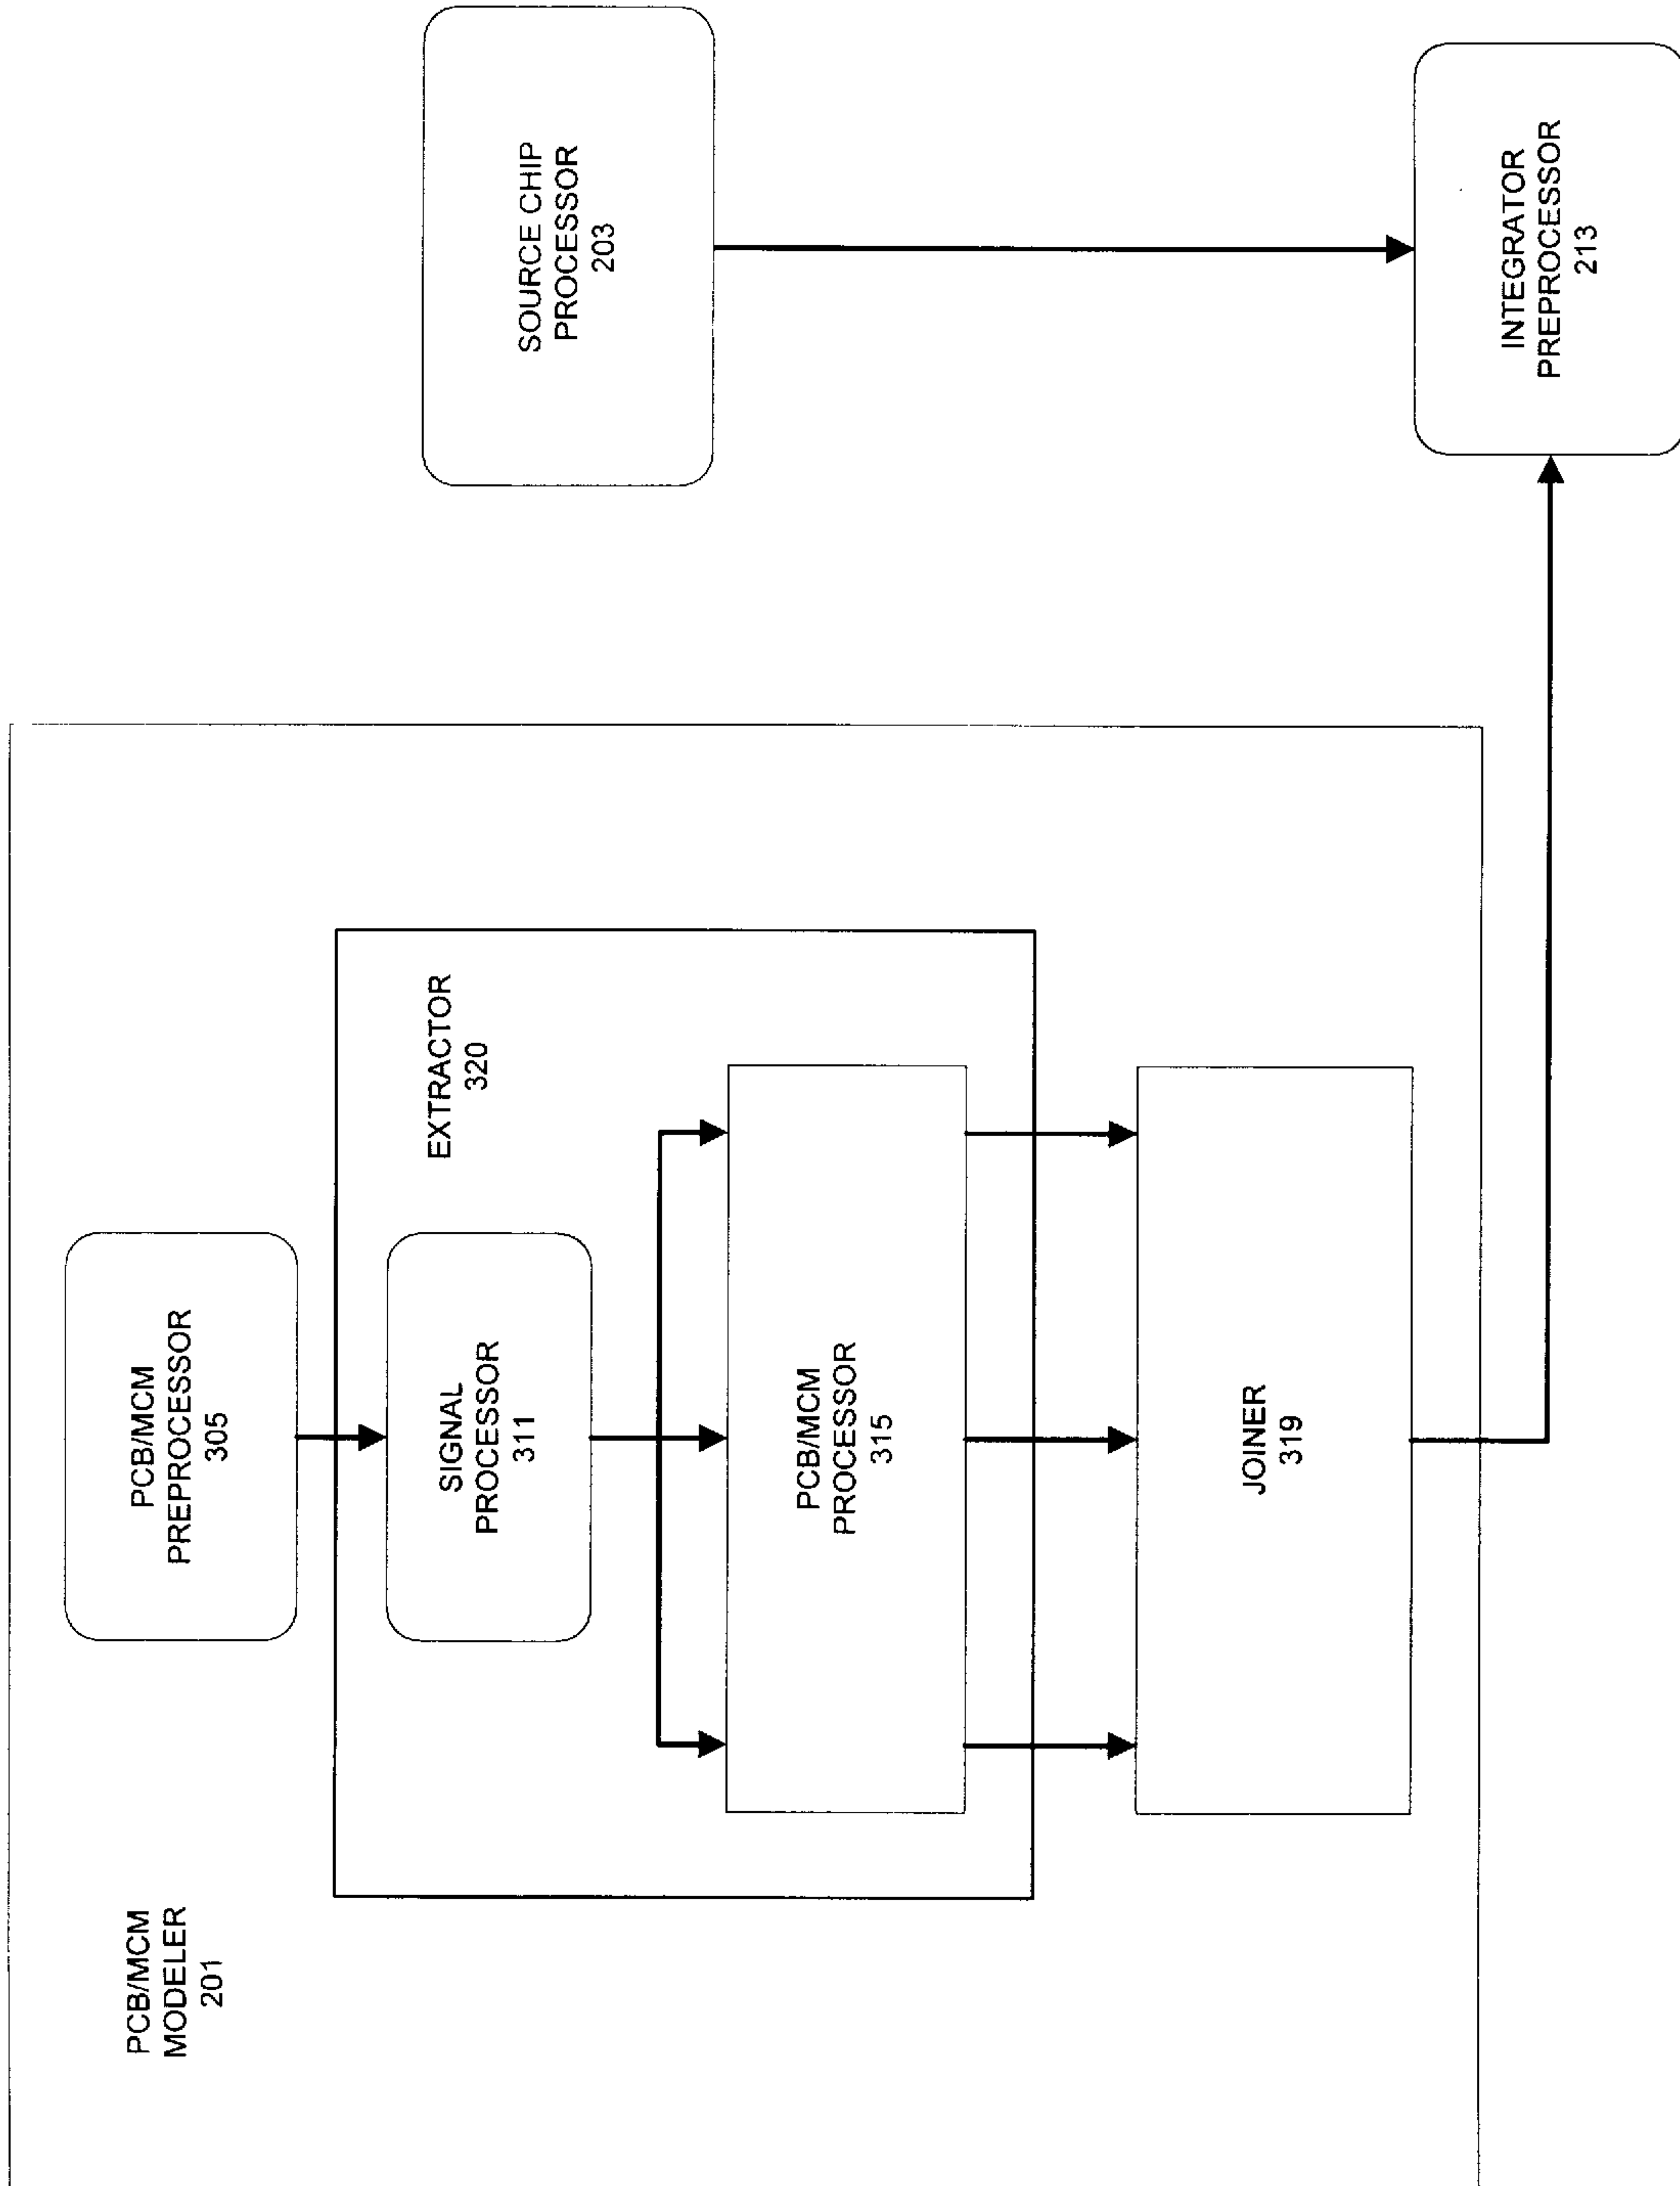 PCB/MCM
MODELER
201
PCB/MCM
PREPROCESSOR
305
EXTRACTOR
320
SIGNAL
PROCESSOR
311
PCB/MCM
PROCESSOR
315
JOINER
319
SOURCE CHIP
PROCESSOR
203
INTEGRATOR
PREPROCESSOR
213